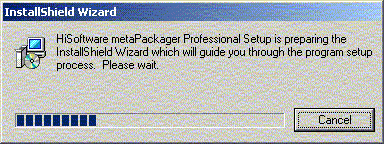 InstallShield Wizard
HiSoftware metaPackager Professional Setup is preparing the
InstallShield Wizard which will guide you through the program setup
process.  Please wait.
Cancel